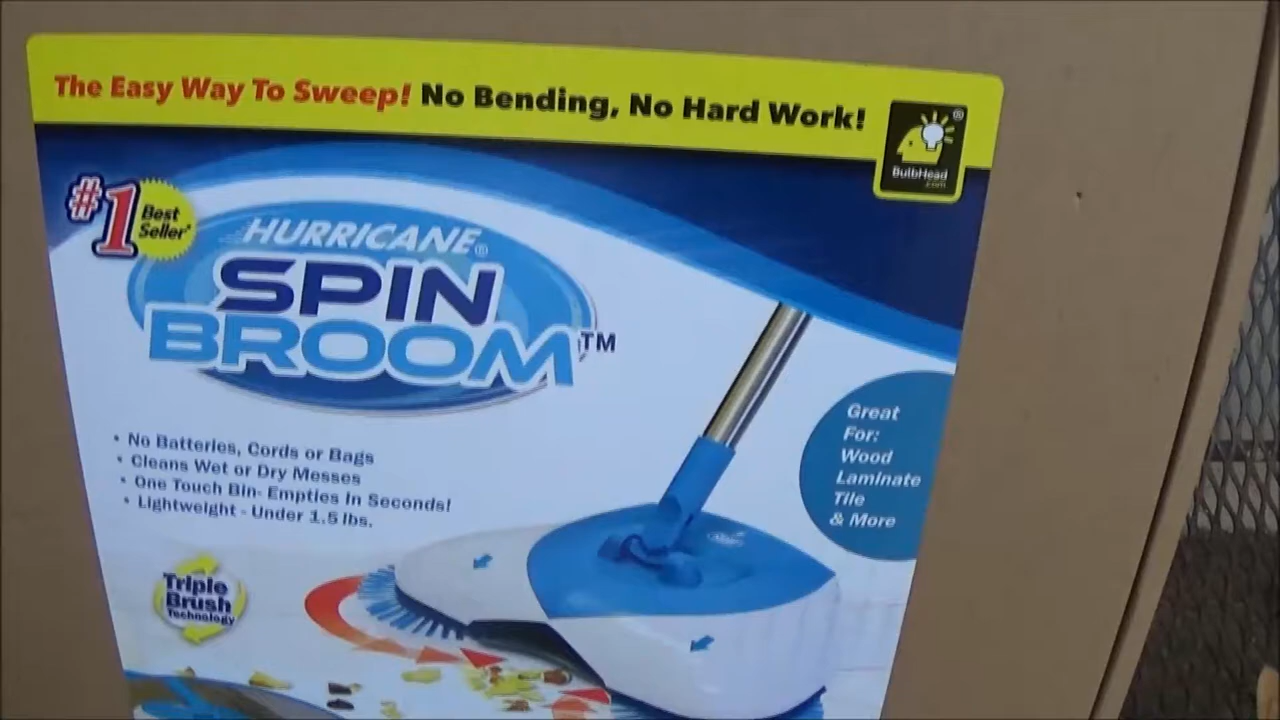 The Easy Way To Sweep! No Bending, No Hard Work!
BulbHead®
.com
#1 Best
Seller*
HURRICANE®
SPIN
BROOM™
• No Batteries, Cords or Bags
• Cleans Wet or Dry Messes
• One Touch Bin- Empties in Seconds!
• Lightweight - Under 1.5 lbs.
Great
For:
Wood
Laminate
Tile
& More
Triple
Brush
Technology